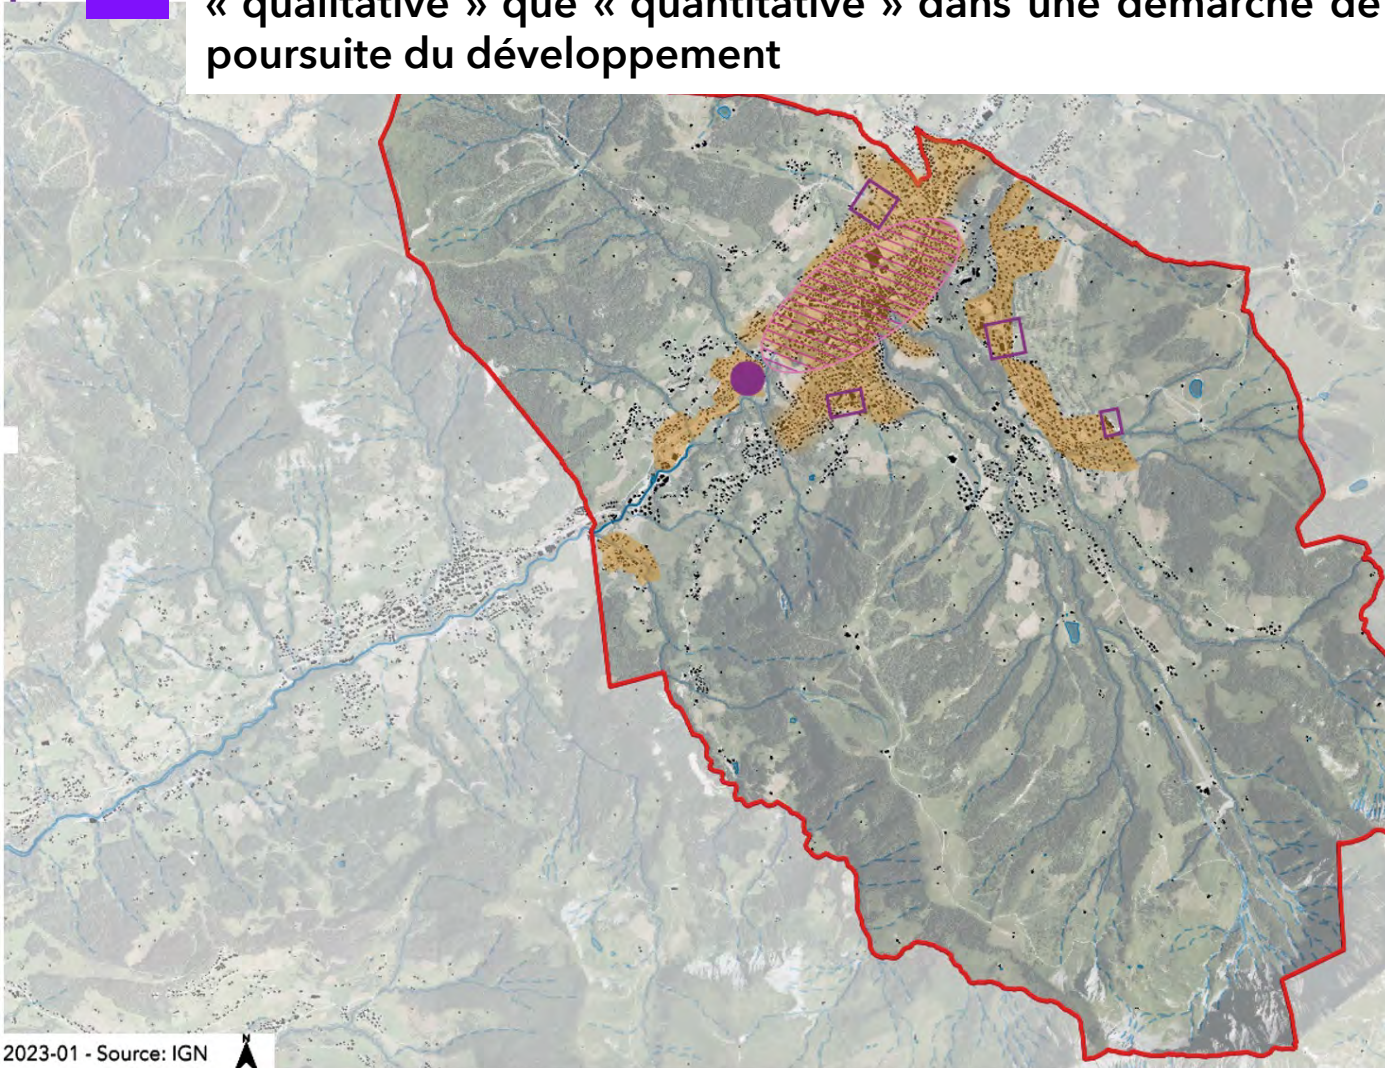 « qualitative » que « quantitative » dans une démarche de
poursuite du développement
2023-01 - Source: IGN
N